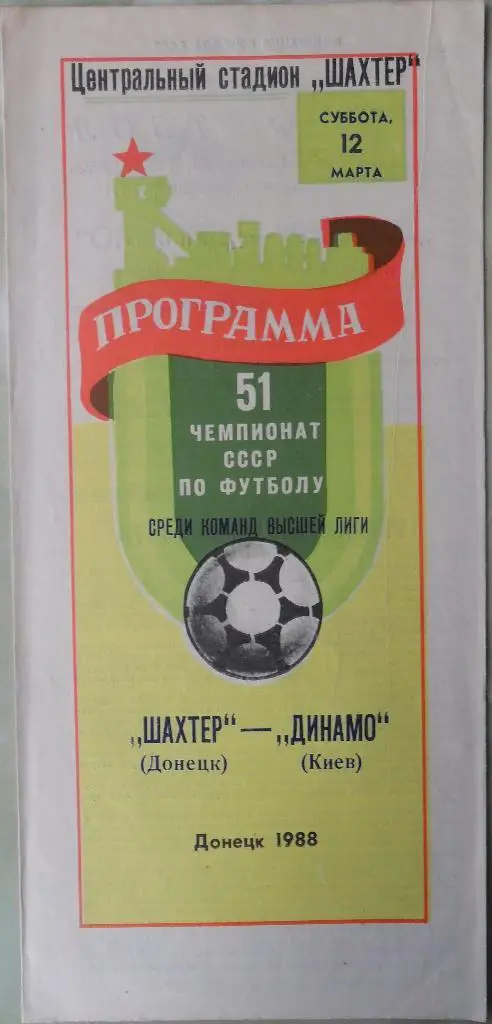 Центральный стадион „ШАХТЕР"
СУББОТА,
12
МАРТА
ПРОГРАММА
51
ЧЕМПИОНАТ
СССР
ПО ФУТБОЛУ
СРЕДИ КОМАНД ВЫСШЕЙ ЛИГИ
„ШАХТЕР" — „ДИНАМО"
(Донецк) (Киев)
Донецк 1988